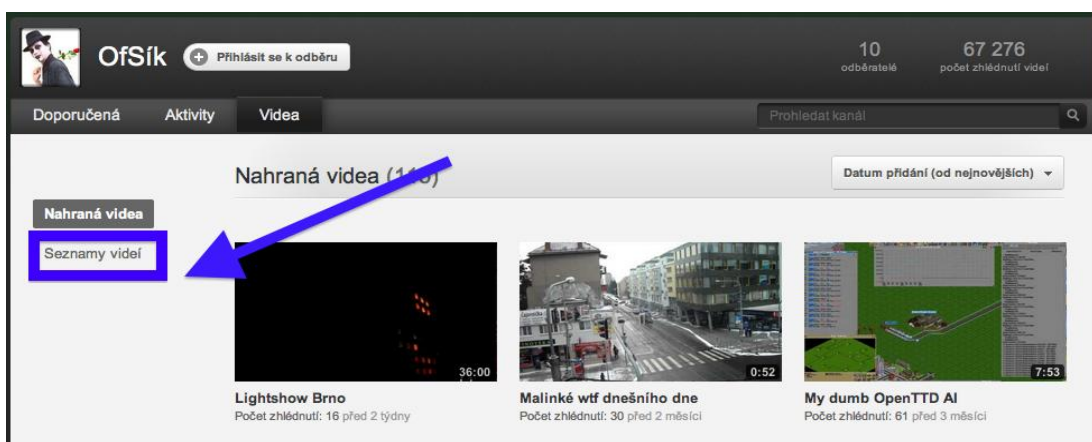 OfSík
Přihlásit se k odběru
10
odběratelé
67 276
počet zhlédnutí videí
Doporučená
Aktivity
Videa
Prohledat kanál
Nahraná videa
Datum přidání (od nejnovějších)
Nahraná videa
Seznamy videí
36:00
0:52
7:53
Lightshow Brno
Počet zhlédnutí: 16 před 2 týdny
Malinké wtf dnešního dne
Počet zhlédnutí: 30 před 2 měsíci
My dumb OpenTTD AI
Počet zhlédnutí: 61 před 3 měsíci